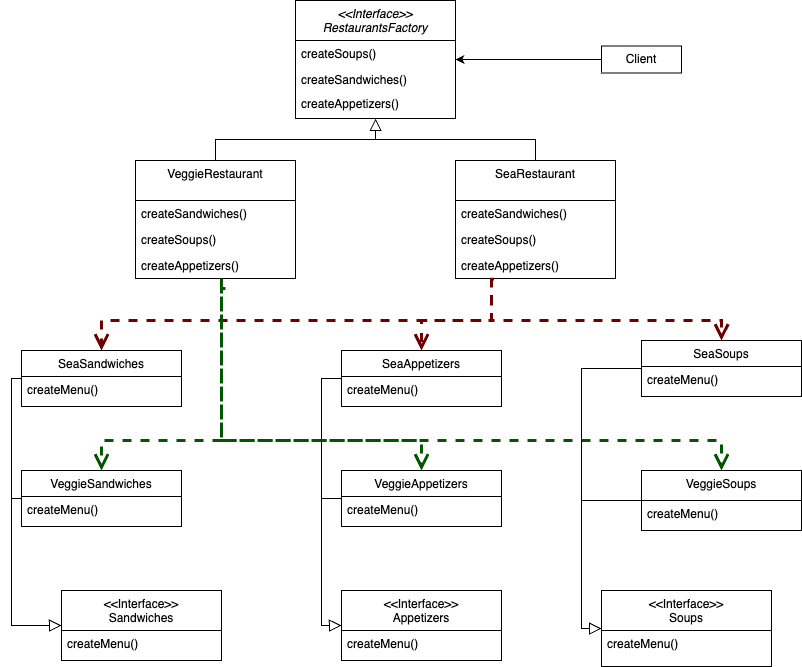 <<Interface>>
RestaurantsFactory
createSoups()
createSandwiches()
createAppetizers()
Client
VeggieRestaurant
createSandwiches()
createSoups()
createAppetizers()
SeaRestaurant
createSandwiches()
createSoups()
createAppetizers()
SeaSandwiches
createMenu()
SeaAppetizers
createMenu()
SeaSoups
createMenu()
VeggieSandwiches
createMenu()
VeggieAppetizers
createMenu()
VeggieSoups
createMenu()
<<Interface>>
Sandwiches
createMenu()
<<Interface>>
Appetizers
createMenu()
<<Interface>>
Soups
createMenu()